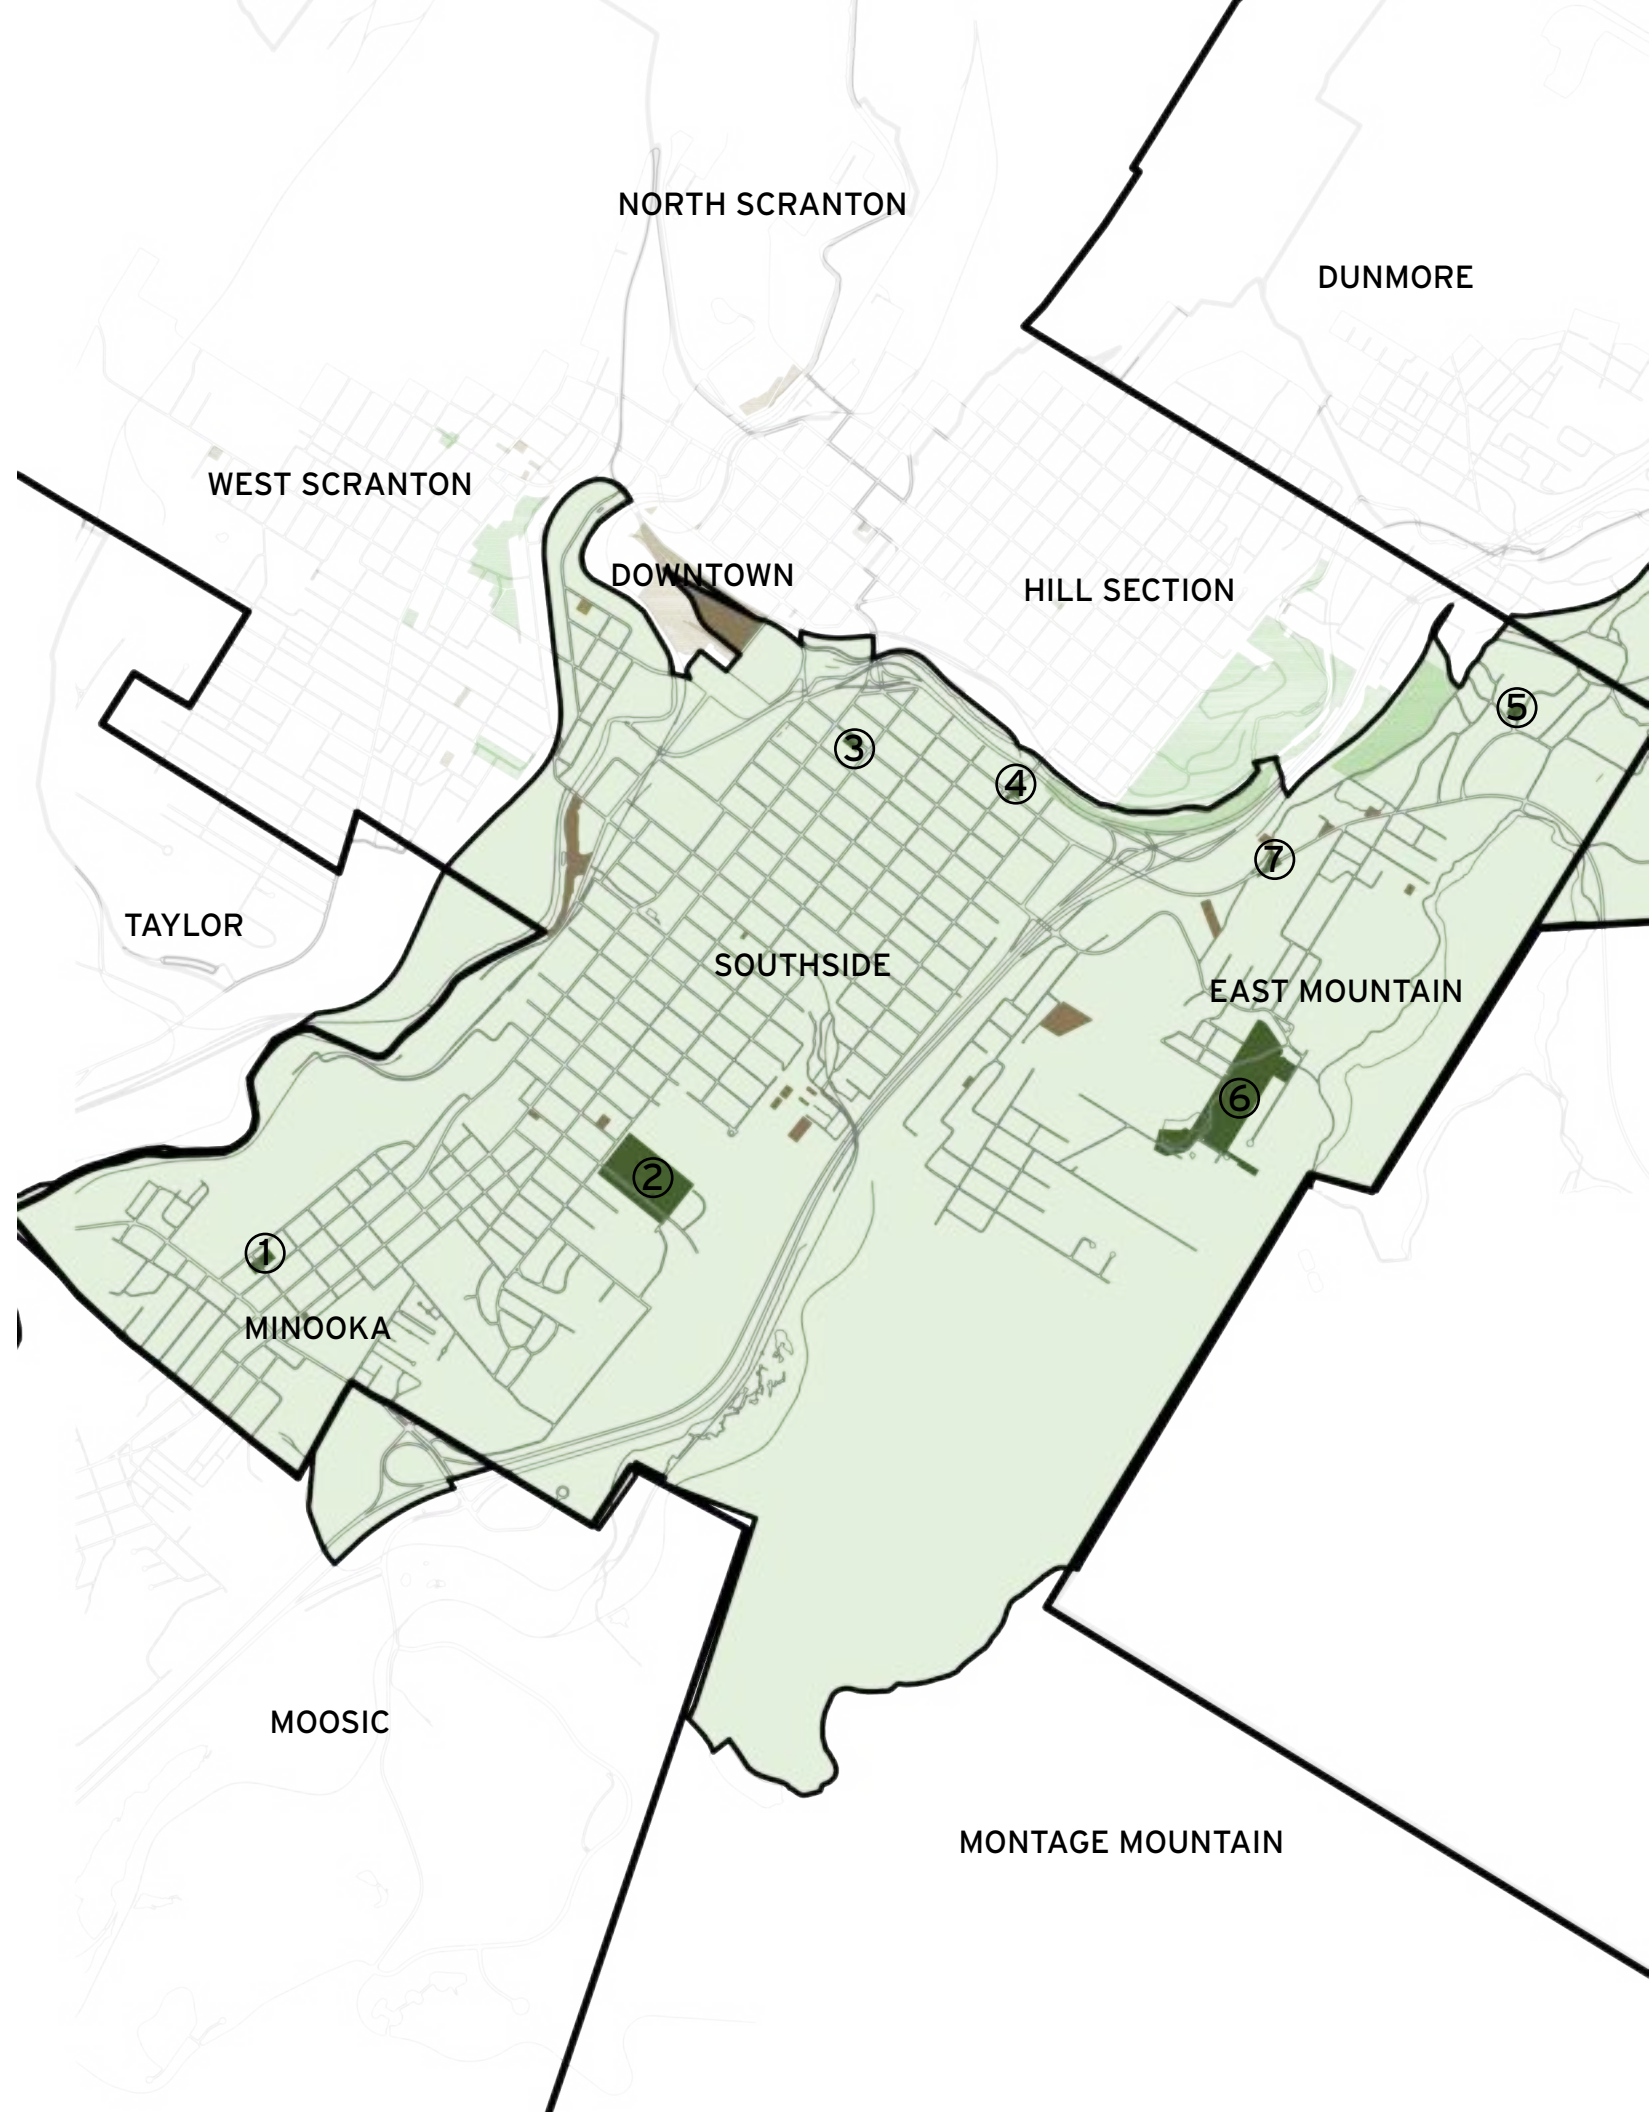 NORTH SCRANTON
DUNMORE
WEST SCRANTON
DOWNTOWN
HILL SECTION
⑤
③
④
⑦
TAYLOR
SOUTHSIDE
EAST MOUNTAIN
⑥
②
①
MINOOKA
MOOSIC
MONTAGE MOUNTAIN